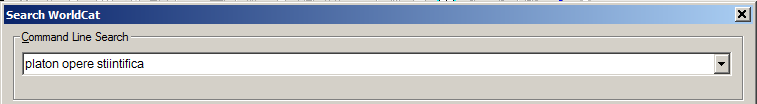 Search WorldCat
Command Line Search
platon opere stiintifica